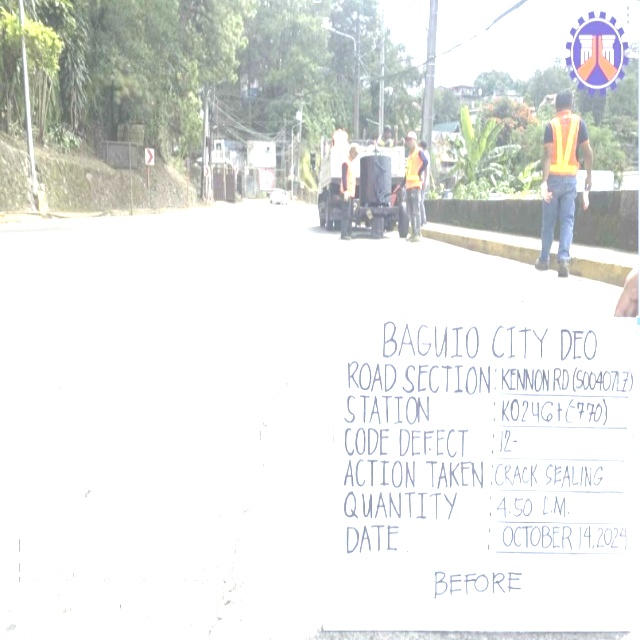 BAGUIO CITY DEO
ROAD SECTION : KENNON RD (S00407LZ)
STATION : K0246+(-770)
CODE DEFECT : 12-
ACTION TAKEN : CRACK SEALING
QUANTITY : 4.50 L.M.
DATE : OCTOBER 14, 2024
BEFORE